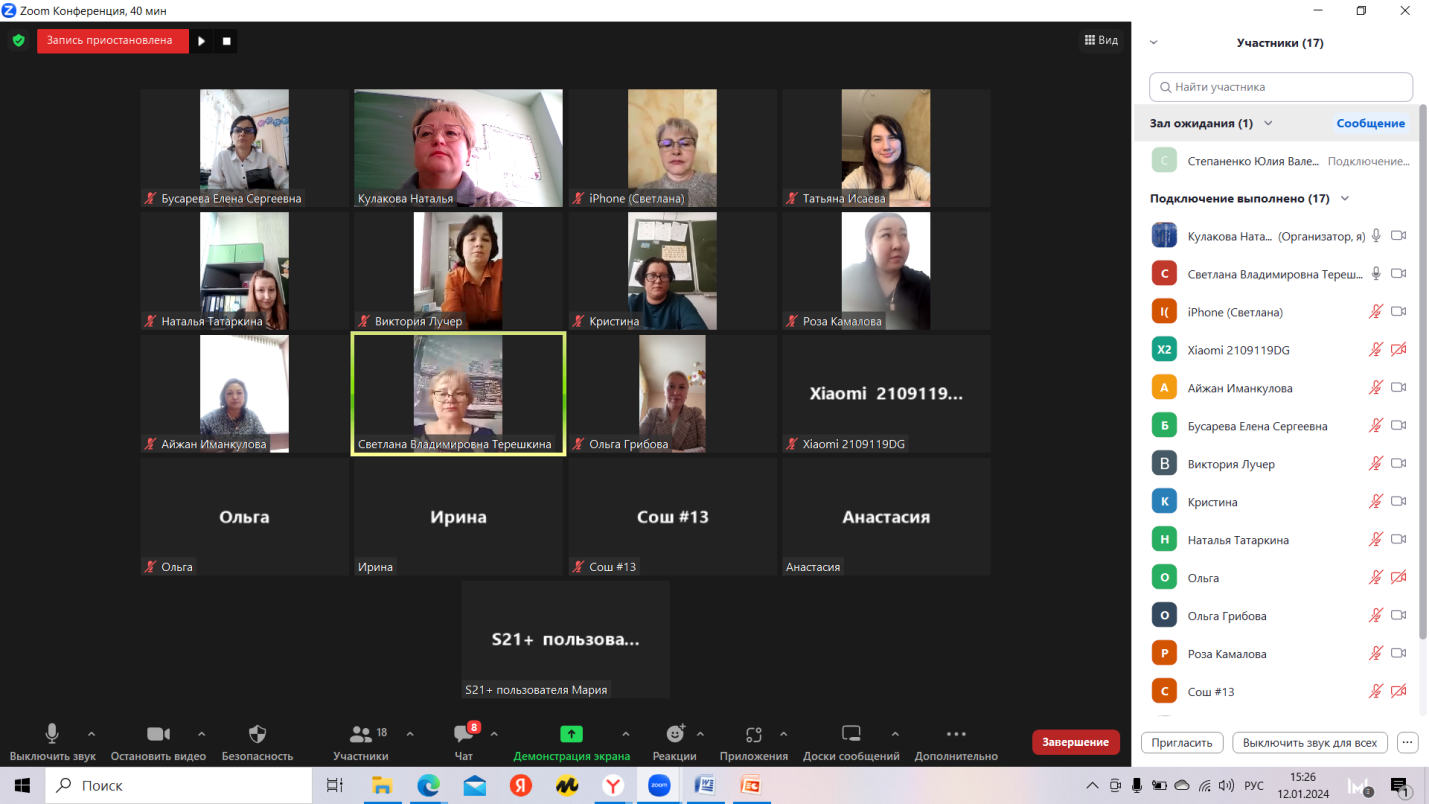 Zoom Конференция, 40 мин
Запись приостановлена
Вид
Бусарева Елена Сергеевна
Кулакова Наталья
iPhone (Светлана)
Татьяна Исаева
Наталья Татаркина
Виктория Лучер
Кристина
Роза Камалова
Айжан Иманкулова
Светлана Владимировна Терешкина
Ольга Грибова
Xiaomi 2109119...
Xiaomi 2109119DG
Ольга
Ольга
Ирина
Ирина
Сош #13
Сош #13
Анастасия
Анастасия
S21+ пользова...
S21+ пользователя Мария
Выключить звук
Остановить видео
Безопасность
18
Участники
8
Чат
Демонстрация экрана
Реакции
Приложения
Доски сообщений
Дополнительно
Завершение
Участники (17)
Найти участника
Зал ожидания (1)
Сообщение
С Степаненко Юлия Вале... Подключение...
Подключение выполнено (17)
Кулакова Ната... (Организатор, я)
С Светлана Владимировна Тереш...
I( iPhone (Светлана)
X2 Xiaomi 2109119DG
А Айжан Иманкулова
Б Бусарева Елена Сергеевна
В Виктория Лучер
К Кристина
Н Наталья Татаркина
О Ольга
О Ольга Грибова
Р Роза Камалова
С Сош #13
Пригласить
Выключить звук для всех
...
Поиск
Я
Y
zoom
W
P
РУС
15:26
12.01.2024
1